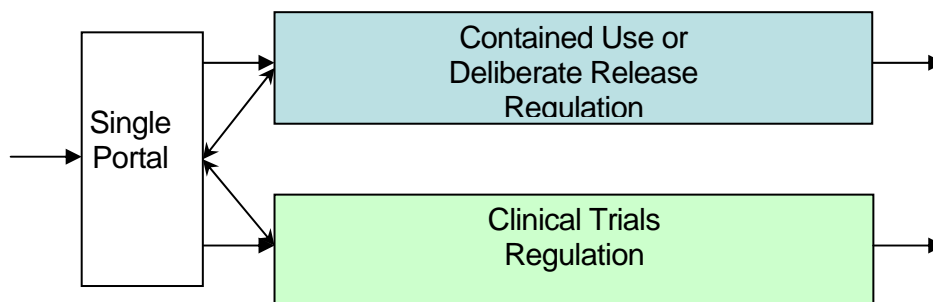 Single
Portal
Contained Use or
Deliberate Release
Regulation
Clinical Trials
Regulation